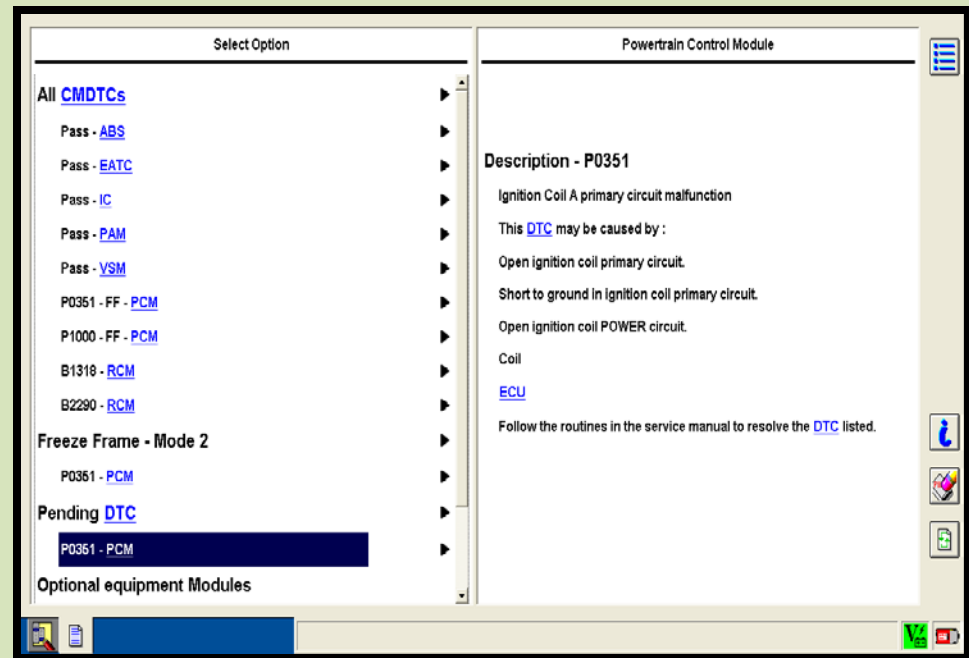 Select Option
All CMDTCs
Pass - ABS
Pass - EATC
Pass - IC
Pass - PAM
Pass - VSM
P0351 - FF - PCM
P1000 - FF - PCM
B1318 - RCM
B2290 - RCM
Freeze Frame - Mode 2
P0351 - PCM
Pending DTC
P0351 - PCM
Optional equipment Modules
Powertrain Control Module
Description - P0351
Ignition Coil A primary circuit malfunction
This DTC may be caused by :
Open ignition coil primary circuit.
Short to ground in ignition coil primary circuit.
Open ignition coil POWER circuit.
Coil
ECU
Follow the routines in the service manual to resolve the DTC listed.